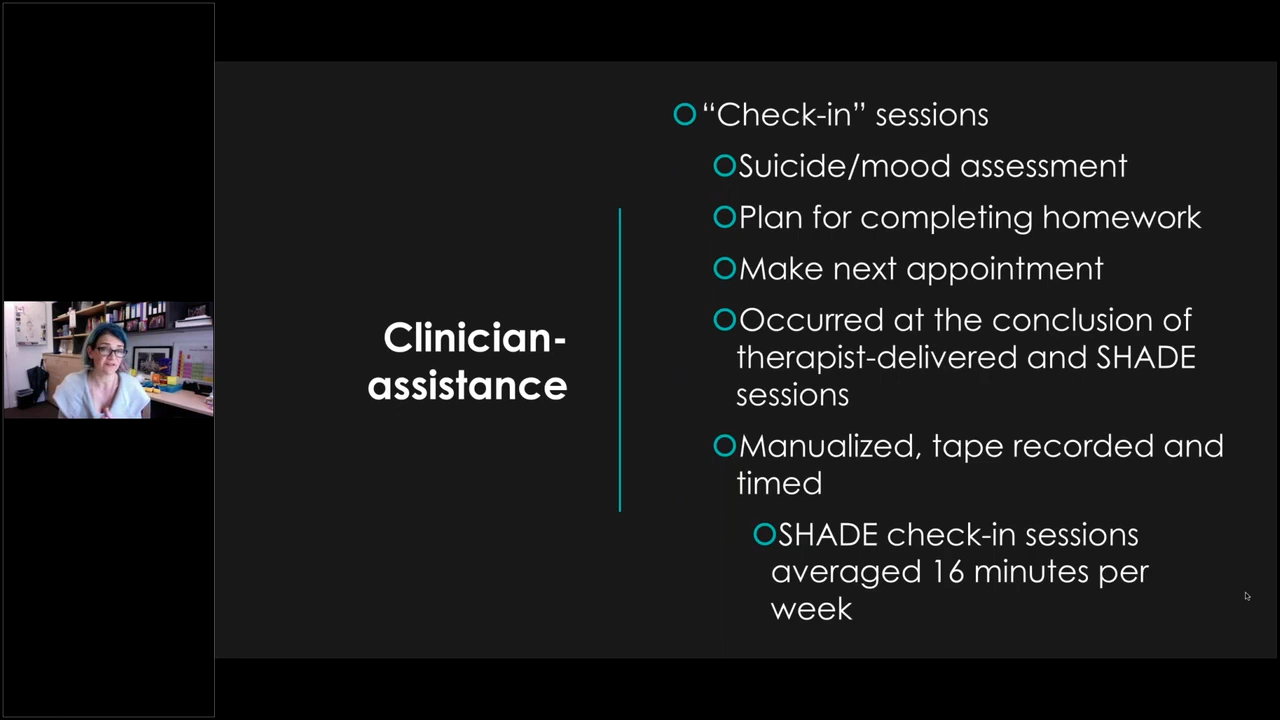 Clinician-
assistance
“Check-in” sessions
Suicide/mood assessment
Plan for completing homework
Make next appointment
Occurred at the conclusion of
therapist-delivered and SHADE
sessions
Manualized, tape recorded and
timed
SHADE check-in sessions
averaged 16 minutes per
week